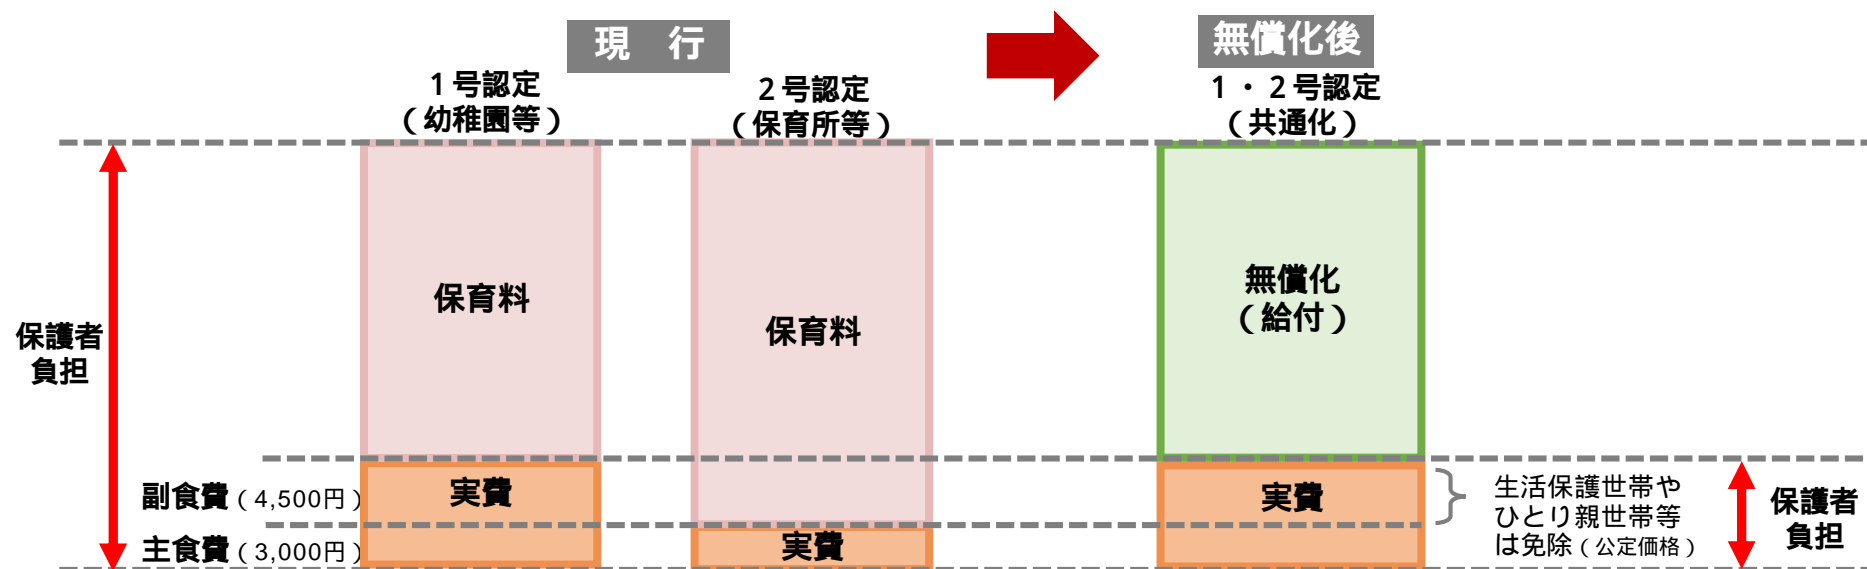 現 行
無償化後
１号認定
（幼稚園等）
２号認定
（保育所等）
１・２号認定
（共通化）
保育料
保育料
無償化
（給付）
保護者
負担
副食費（4,500円）
実費
実費
生活保護世帯や
ひとり親世帯等
は免除（公定価格）
保護者
負担
主食費（3,000円）
実費